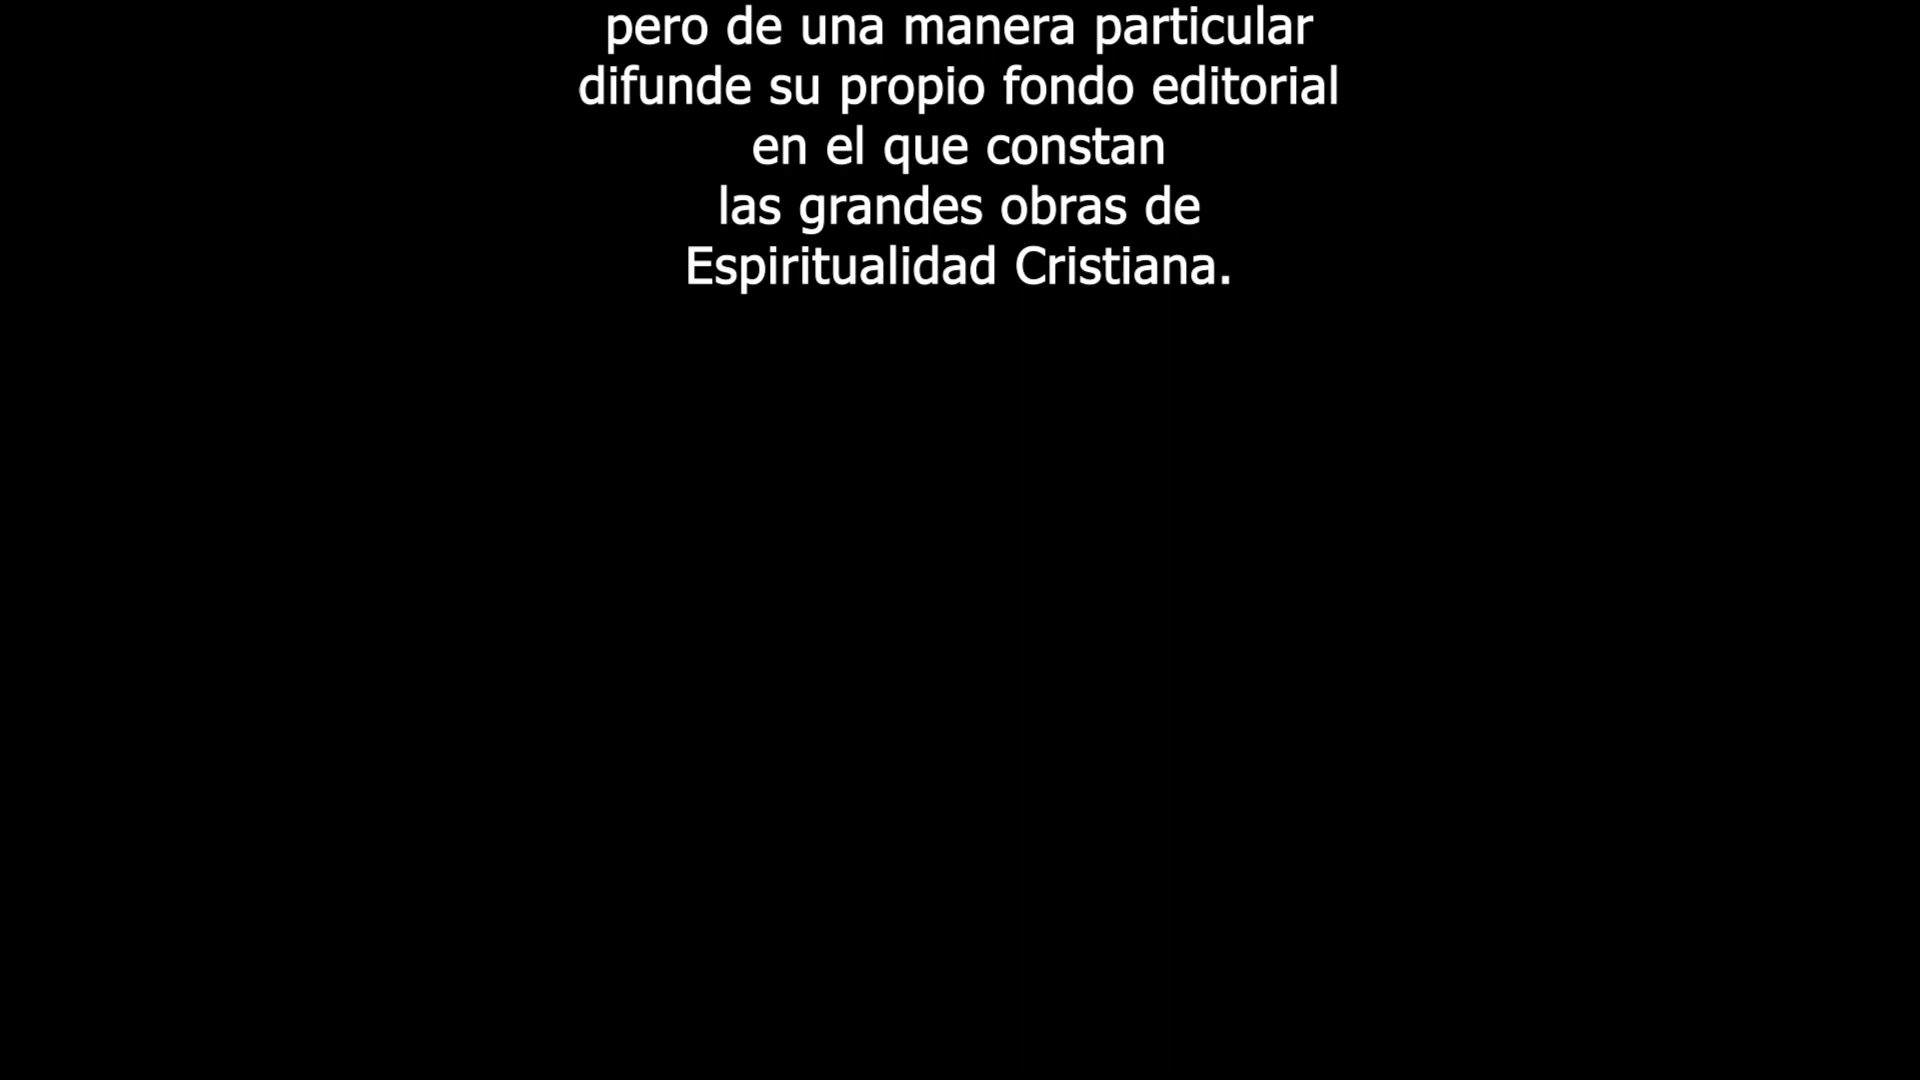 pero de una manera particular
difunde su propio fondo editorial
en el que constan
las grandes obras de
Espiritualidad Cristiana.